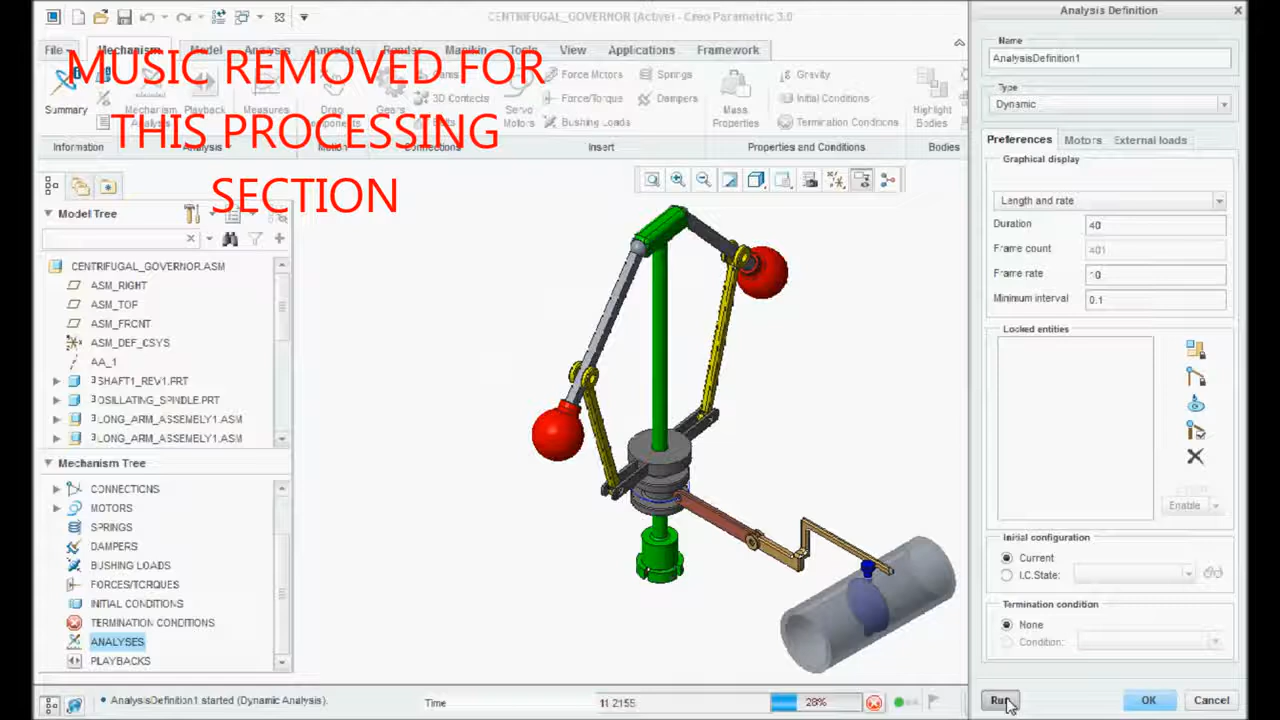 CENTRIFUGAL_GOVERNOR (Active) - Creo Parametric 3.0
File Mechanism Model Analysis Annotate Render Manikin Tools View Applications Framework
MUSIC REMOVED FOR
THIS PROCESSING
SECTION
Summary
Mechanism
Playback
Measures
Drag
Gears
3D Contacts
Servo
Motors
Force Motors
Force/Torque
Bushing Loads
Springs
Dampers
Mass
Properties
Gravity
Initial Conditions
Termination Conditions
Highlight
Bodies
Information Analysis Motion Connections Insert Properties and Conditions Bodies
Model Tree
CENTRIFUGAL_GOVERNOR.ASM
ASM_RIGHT
ASM_TOP
ASM_FRONT
ASM_DEF_CSYS
AA_1
SHAFT1_REV1.PRT
OSILLATING_SPINDLE.PRT
LONG_ARM_ASSEMBLY1.ASM
LONG_ARM_ASSEMBLY1.ASM
Mechanism Tree
CONNECTIONS
MOTORS
SPRINGS
DAMPERS
BUSHING LOADS
FORCES/TORQUES
INITIAL CONDITIONS
TERMINATION CONDITIONS
ANALYSES
PLAYBACKS
• AnalysisDefinition1 started (Dynamic Analysis).
Time
11.2155
28%
Analysis Definition
Name
AnalysisDefinition1
Type
Dynamic
Preferences Motors External loads
Graphical display
Length and rate
Duration 40
Frame count 401
Frame rate 10
Minimum interval 0.1
Locked entities
Enable
Initial configuration
Current
I.C.State:
Termination condition
None
Condition:
Run OK Cancel